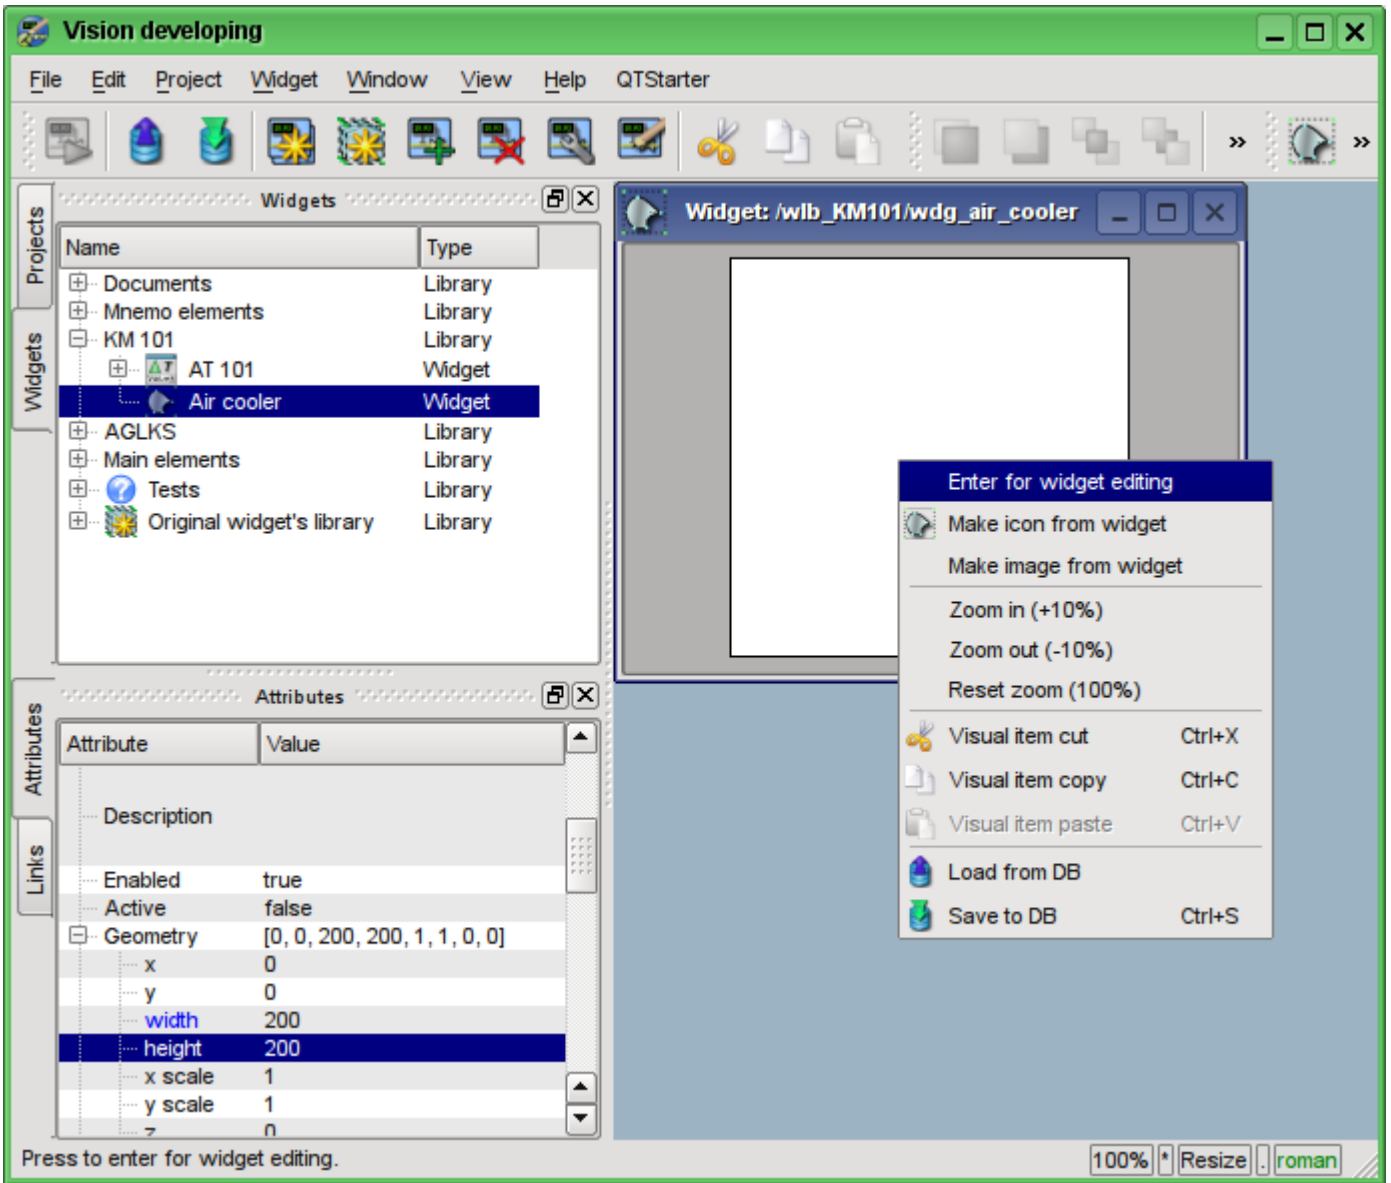 Vision developing
File Edit Project Widget Window View Help QTStarter
» »
Projects
Widgets
Widgets
Name Type
Documents Library
Mnemo elements Library
KM 101 Library
AT 101 Widget
Air cooler Widget
AGLKS Library
Main elements Library
Tests Library
Original widget's library Library
Widget: /wlb_KM101/wdg_air_cooler
Enter for widget editing
Make icon from widget
Make image from widget
Zoom in (+10%)
Zoom out (-10%)
Reset zoom (100%)
Visual item cut Ctrl+X
Visual item copy Ctrl+C
Visual item paste Ctrl+V
Load from DB
Save to DB Ctrl+S
Attributes
Links
Attributes
Attribute Value
Description
Enabled true
Active false
Geometry [0, 0, 200, 200, 1, 1, 0, 0]
x 0
y 0
width 200
height 200
x scale 1
y scale 1
z 0
Press to enter for widget editing.
100% * Resize . roman